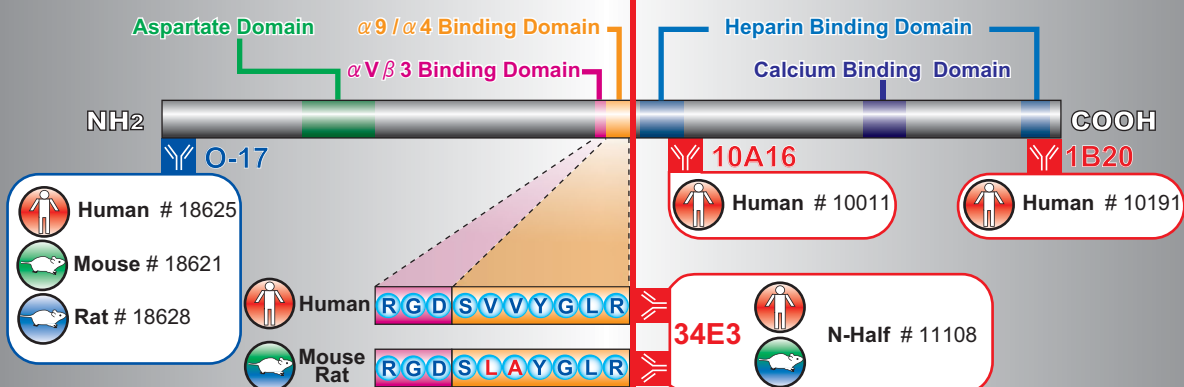 Aspartate Domain
α9 / α4 Binding Domain
Heparin Binding Domain
αVβ3 Binding Domain
Calcium Binding Domain
NH2
COOH
O-17
10A16
1B20
Human # 18625
Mouse # 18621
Rat # 18628
Human # 10011
Human # 10191
Human
RGDSVVYGLR
Mouse
Rat
RGDSLAYGLR
34E3
N-Half # 11108